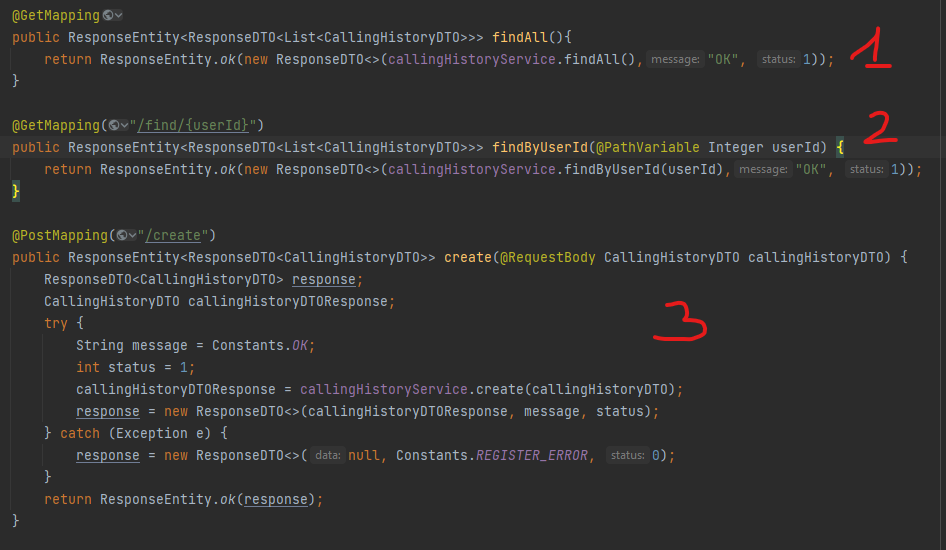 @GetMapping
public ResponseEntity<ResponseDTO<List<CallingHistoryDTO>>> findAll(){
return ResponseEntity.ok(new ResponseDTO<>(callingHistoryService.findAll(), message: "OK", status: 1));
}
1
@GetMapping("/find/{userId}")
public ResponseEntity<ResponseDTO<List<CallingHistoryDTO>>> findByUserId(@PathVariable Integer userId) {
return ResponseEntity.ok(new ResponseDTO<>(callingHistoryService.findByUserId(userId), message: "OK", status: 1));
}
2
@PostMapping("/create")
public ResponseEntity<ResponseDTO<CallingHistoryDTO>> create(@RequestBody CallingHistoryDTO callingHistoryDTO) {
ResponseDTO<CallingHistoryDTO> response;
CallingHistoryDTO callingHistoryDTOResponse;
try {
String message = Constants.OK;
int status = 1;
callingHistoryDTOResponse = callingHistoryService.create(callingHistoryDTO);
response = new ResponseDTO<>(callingHistoryDTOResponse, message, status);
} catch (Exception e) {
response = new ResponseDTO<>( data: null, Constants.REGISTER_ERROR, status: 0);
}
return ResponseEntity.ok(response);
}
3